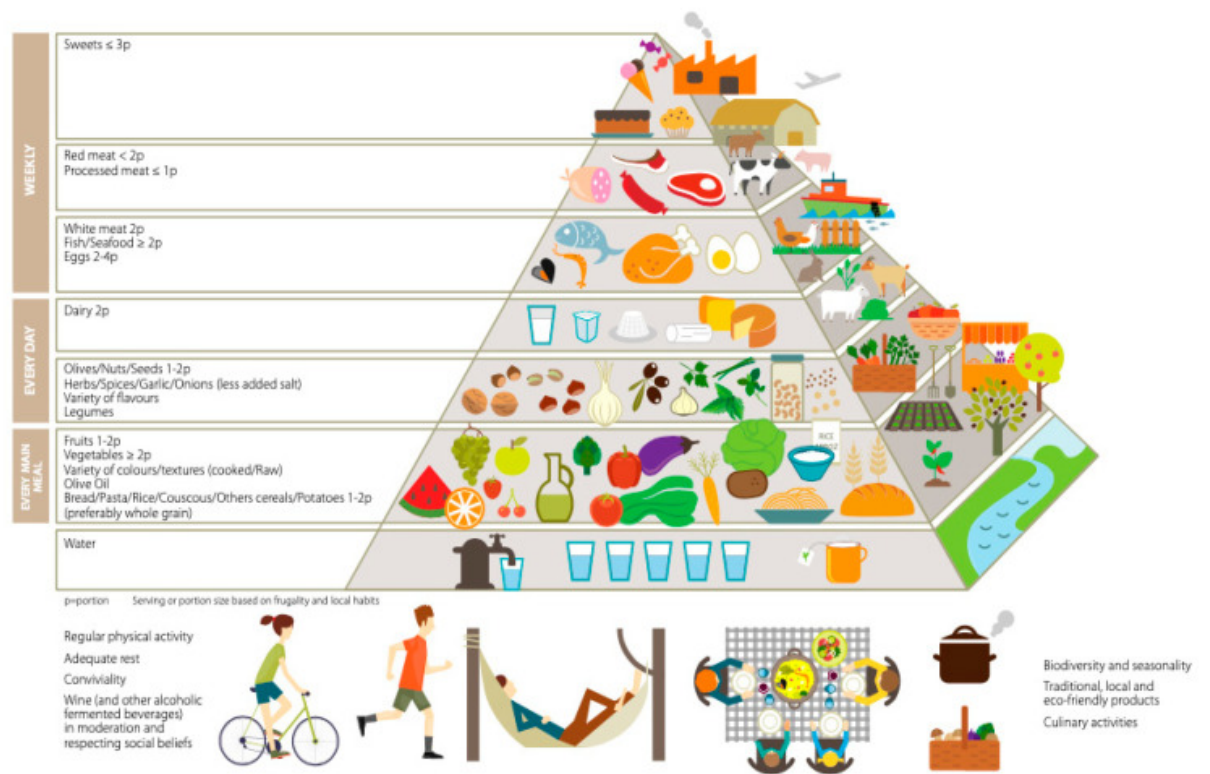 WEEKLY
Sweets ≤ 3p
Red meat < 2p
Processed meat ≤ 1p
White meat 2p
Fish/Seafood ≥ 2p
Eggs 2-4p
EVERY DAY
Dairy 2p
Olives/Nuts/Seeds 1-2p
Herbs/Spices/Garlic/Onions (less added salt)
Variety of flavours
Legumes
EVERY MAIN
MEAL
Fruits 1-2p
Vegetables ≥ 2p
Variety of colours/textures (cooked/Raw)
Olive Oil
Bread/Pasta/Rice/Couscous/Others cereals/Potatoes 1-2p
(preferably whole grain)
RICE
Water
p=portion Serving or portion size based on frugality and local habits
Regular physical activity
Adequate rest
Conviviality
Wine (and other alcoholic
fermented beverages)
in moderation and
respecting social beliefs
Biodiversity and seasonality
Traditional, local and
eco-friendly products
Culinary activities